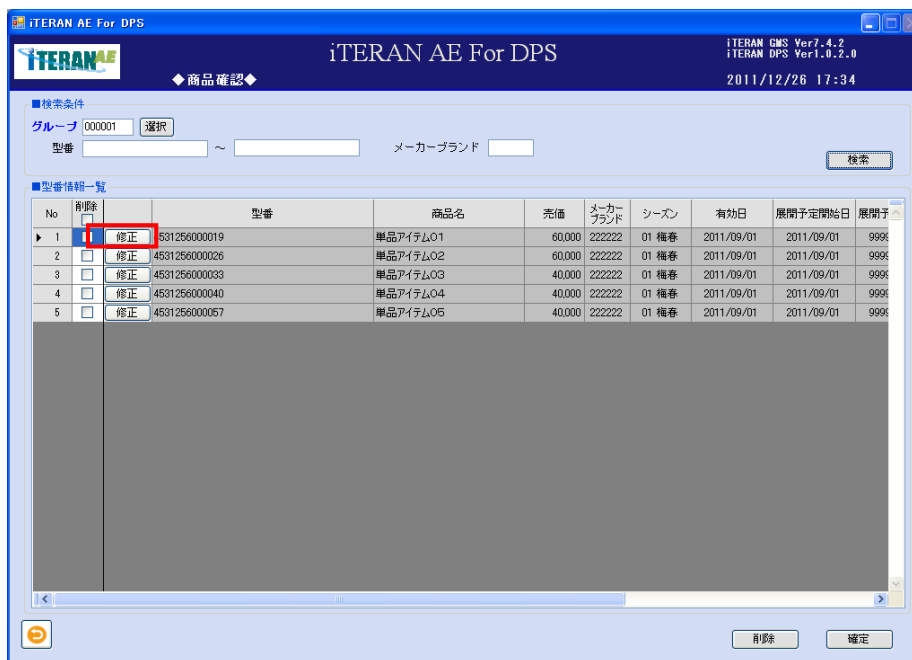 iTERAN AE For DPS
iTERAN AE
iTERAN AE For DPS
iTERAN GMS Ver7.4.2
iTERAN DPS Ver1.0.2.0
◆商品確認◆
2011/12/26 17:34
■検索条件
グループ 000001 選択
型番 ～ メーカーブランド
検索
■型番情報一覧
No 削除 型番 商品名 売価 メーカーブランド シーズン 有効日 展開予定開始日 展開予
1 修正 4531256000019 単品アイテム01 60,000 222222 01 梅春 2011/09/01 2011/09/01 9999
2 修正 4531256000026 単品アイテム02 60,000 222222 01 梅春 2011/09/01 2011/09/01 9999
3 修正 4531256000033 単品アイテム03 40,000 222222 01 梅春 2011/09/01 2011/09/01 9999
4 修正 4531256000040 単品アイテム04 40,000 222222 01 梅春 2011/09/01 2011/09/01 9999
5 修正 4531256000057 単品アイテム05 40,000 222222 01 梅春 2011/09/01 2011/09/01 9999
削除 確定